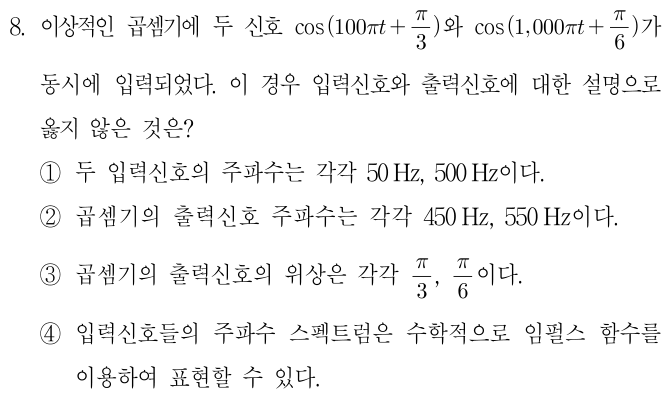 8. 이상적인 곱셈기에 두 신호 cos(100πt+π/3)와 cos(1,000πt+π/6)가
동시에 입력되었다. 이 경우 입력신호와 출력신호에 대한 설명으로
옳지 않은 것은?
① 두 입력신호의 주파수는 각각 50 Hz, 500 Hz이다.
② 곱셈기의 출력신호 주파수는 각각 450 Hz, 550 Hz이다.
③ 곱셈기의 출력신호의 위상은 각각 π/3, π/6이다.
④ 입력신호들의 주파수 스펙트럼은 수학적으로 임펄스 함수를
이용하여 표현할 수 있다.